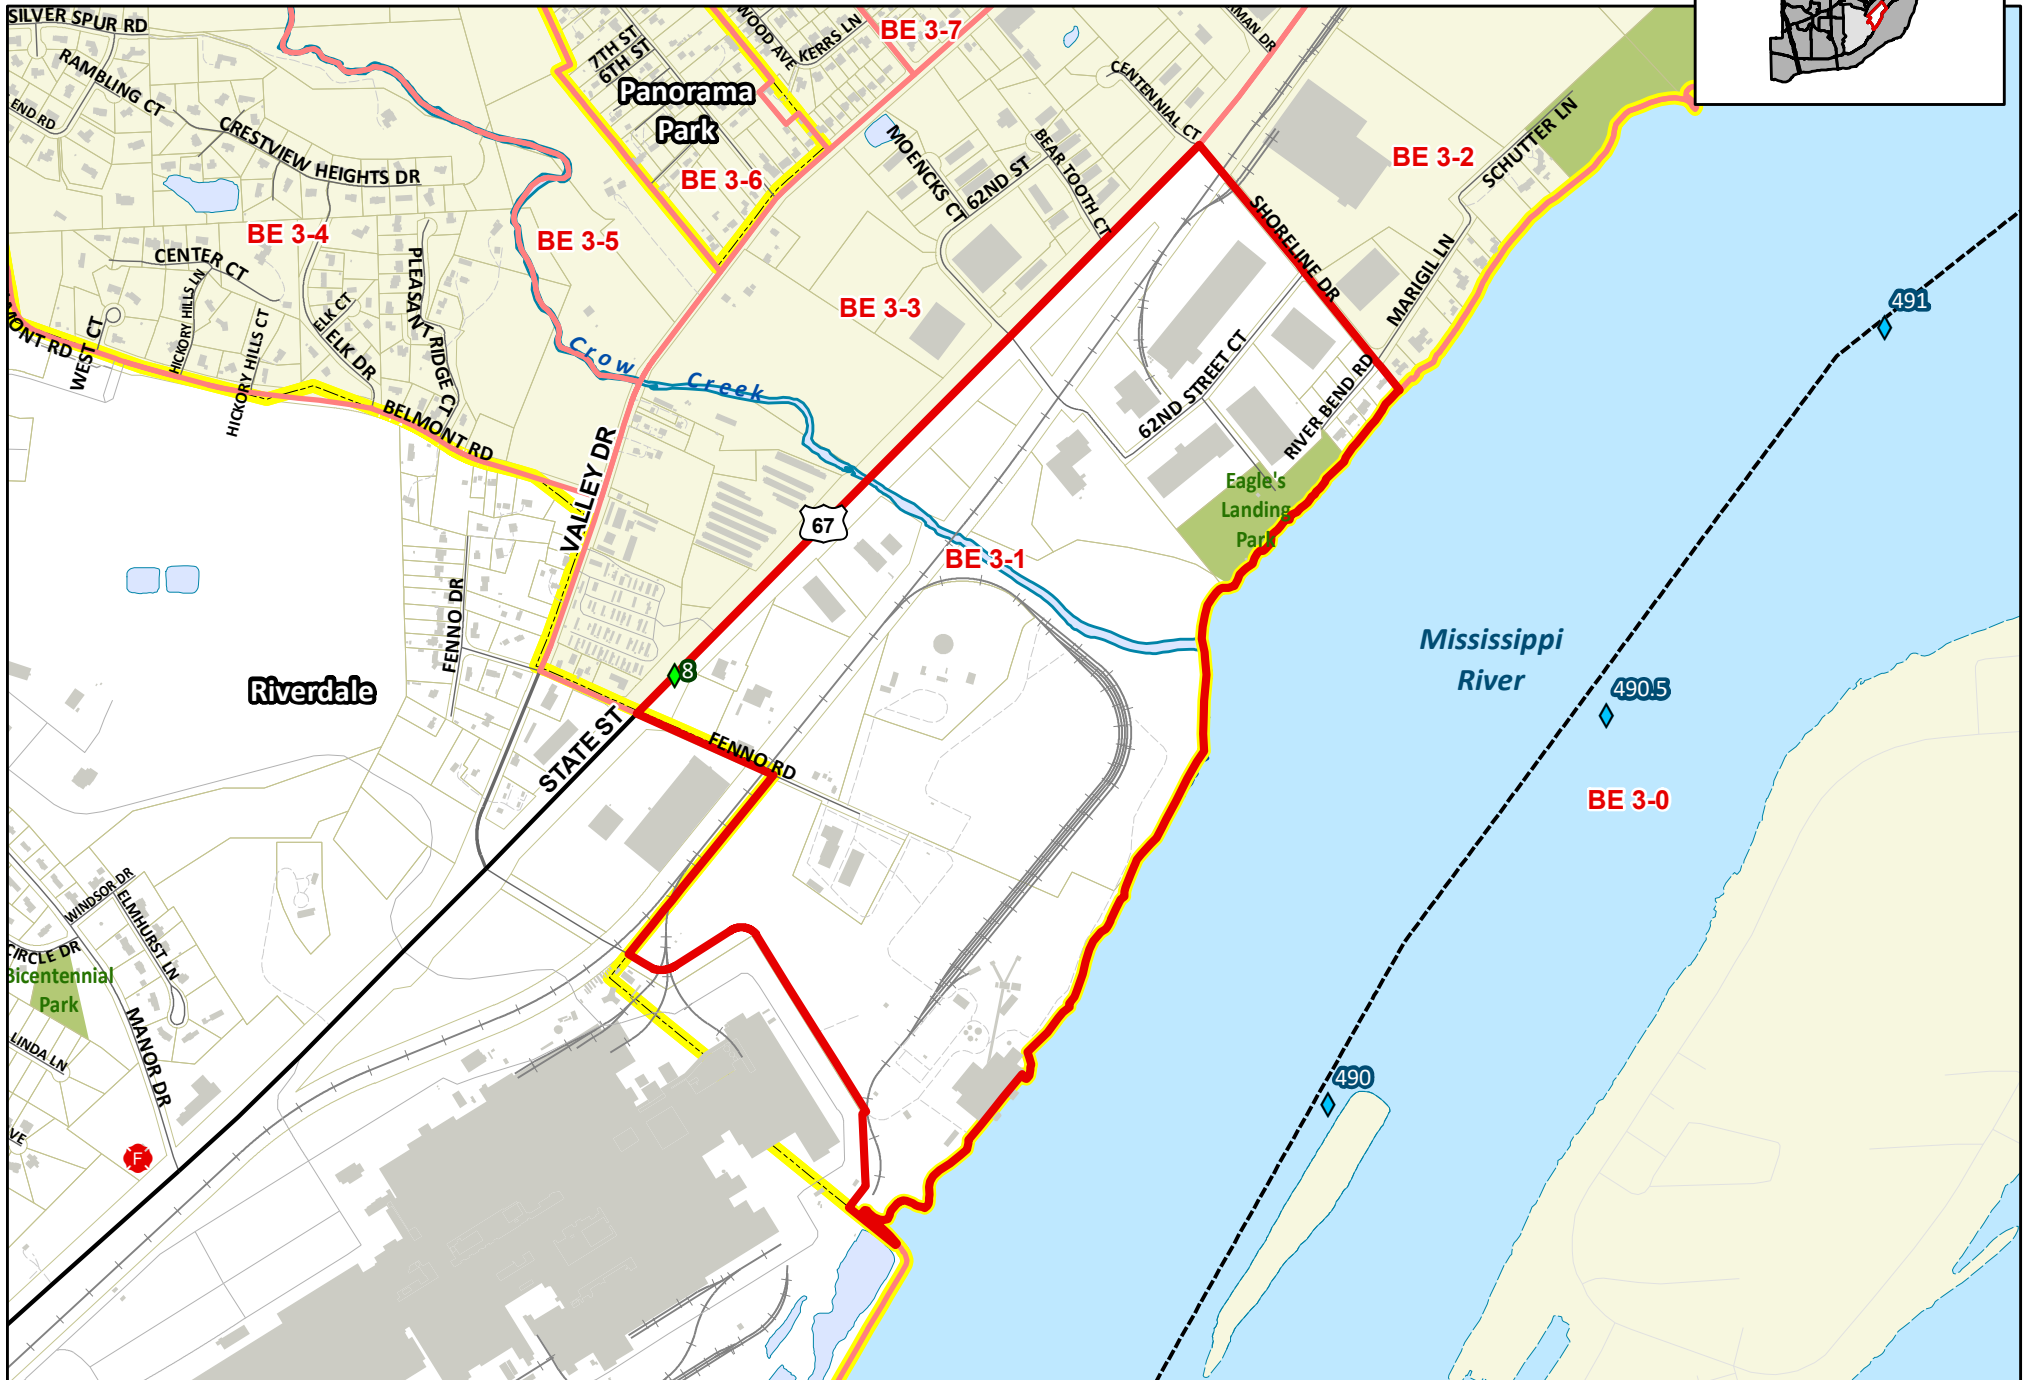 SILVER SPUR RD
RAMBLING CT
END RD
CRESTVIEW HEIGHTS DR
BE 3-4
CENTER CT
HICKORY HILLS LN
HICKORY HILLS CT
WEST CT
MONT RD
ELK CT
ELK DR
PLEASANT RIDGE CT
BELMONT RD
BE 3-5
7TH ST
6TH ST
Panorama
Park
BE 3-6
WOOD AVE
KERRS LN
BE 3-7
MAN DR
CENTENNIAL CT
MOENCKS CT
62ND ST
BEAR TOOTH CT
BE 3-3
BE 3-2
SCHUTTER LN
SHORELINE DR
MARIGIL LN
RIVER BEND RD
62ND STREET CT
Eagle's
Landing
Park
Crow Creek
VALLEY DR
67
BE 3-1
FENNO DR
Riverdale
8
STATE ST
FENNO RD
491
Mississippi
River
490.5
BE 3-0
490
WINDSOR DR
ELMHURST LN
CIRCLE DR
Bicentennial
Park
LINDA LN
MANOR DR
VE
F